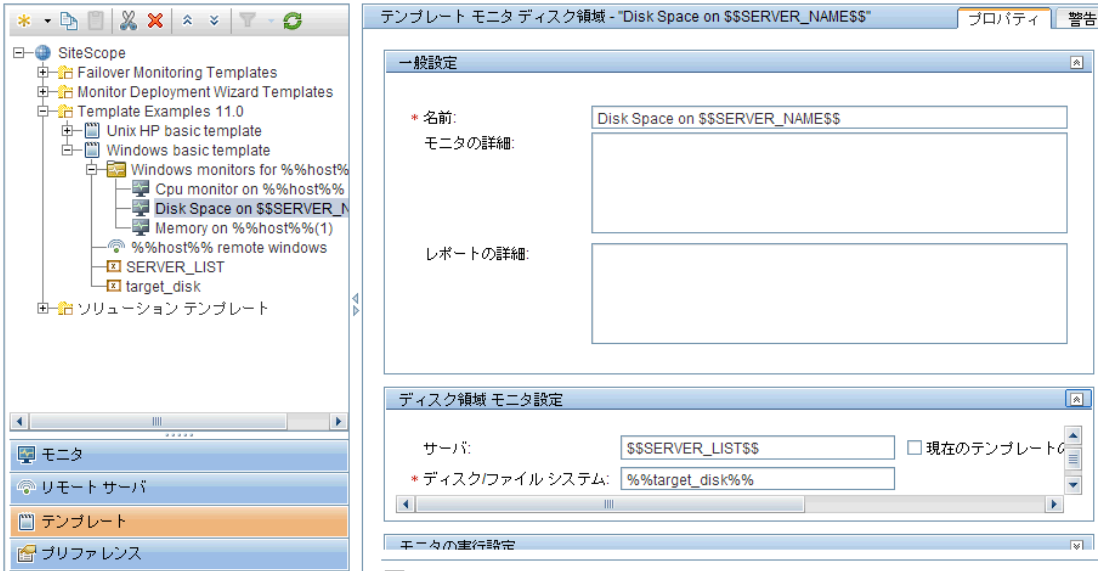 SiteScope
Failover Monitoring Templates
Monitor Deployment Wizard Templates
Template Examples 11.0
Unix HP basic template
Windows basic template
Windows monitors for %%host%
Cpu monitor on %%host%%
Disk Space on $$SERVER_N
Memory on %%host%%(1)
%%host%% remote windows
SERVER_LIST
target_disk
ソリューション テンプレート
モニタ
リモート サーバ
テンプレート
プリファレンス
テンプレート モニタ ディスク領域 - "Disk Space on $$SERVER_NAME$$"
プロパティ
警告
一般設定
* 名前:
Disk Space on $$SERVER_NAME$$
モニタの詳細:
レポートの詳細:
ディスク領域 モニタ設定
サーバ:
$$SERVER_LIST$$
現在のテンプレートの
* ディスク/ファイル システム:
%%target_disk%%
モニタの実行設定